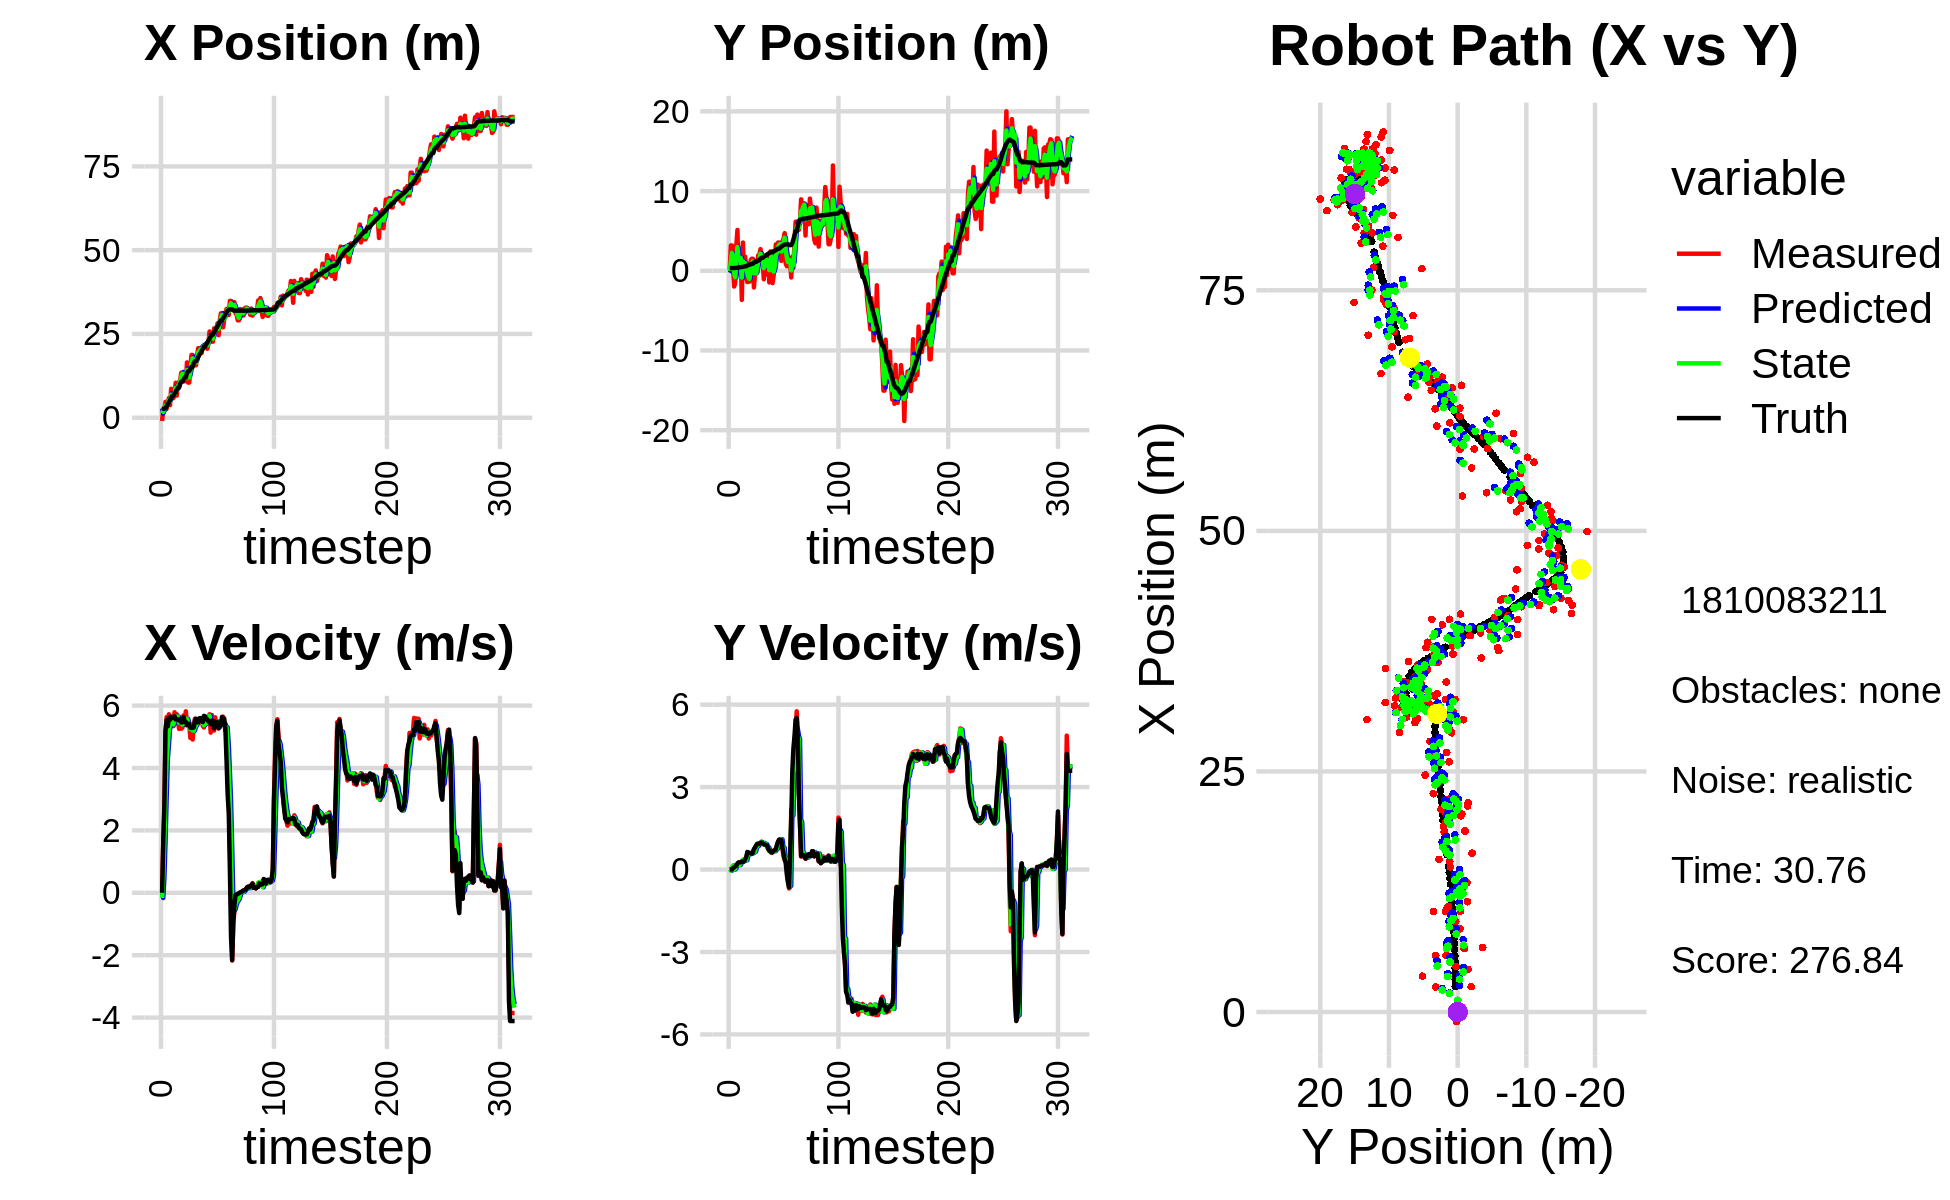 X Position (m)
75
50
25
0
0
100
200
300
timestep
Y Position (m)
20
10
0
-10
-20
0
100
200
300
timestep
X Velocity (m/s)
6
4
2
0
-2
-4
0
100
200
300
timestep
Y Velocity (m/s)
6
3
0
-3
-6
0
100
200
300
timestep
Robot Path (X vs Y)
X Position (m)
75
50
25
0
20
10
0
-10
-20
Y Position (m)
variable
Measured
Predicted
State
Truth
1810083211
Obstacles: none
Noise: realistic
Time: 30.76
Score: 276.84